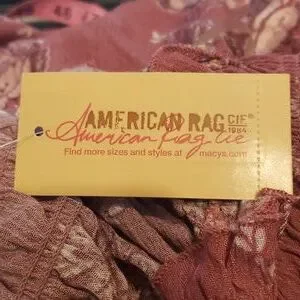 AMERICAN RAG CIE®
1984
American Rag Cie
Find more sizes and styles at macys.com